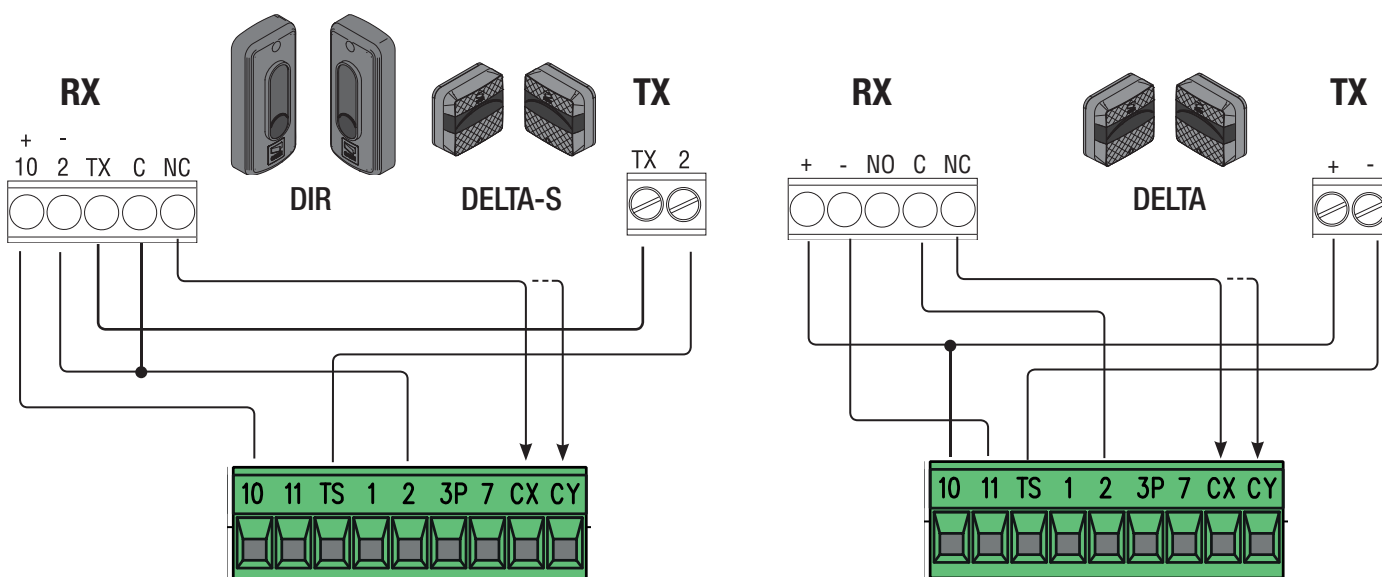 RX
TX
+ -
10 2 TX C NC
TX 2
DIR
DELTA-S
10 11 TS 1 2 3P 7 CX CY
RX
TX
+ - NO C NC
+ -
DELTA
10 11 TS 1 2 3P 7 CX CY